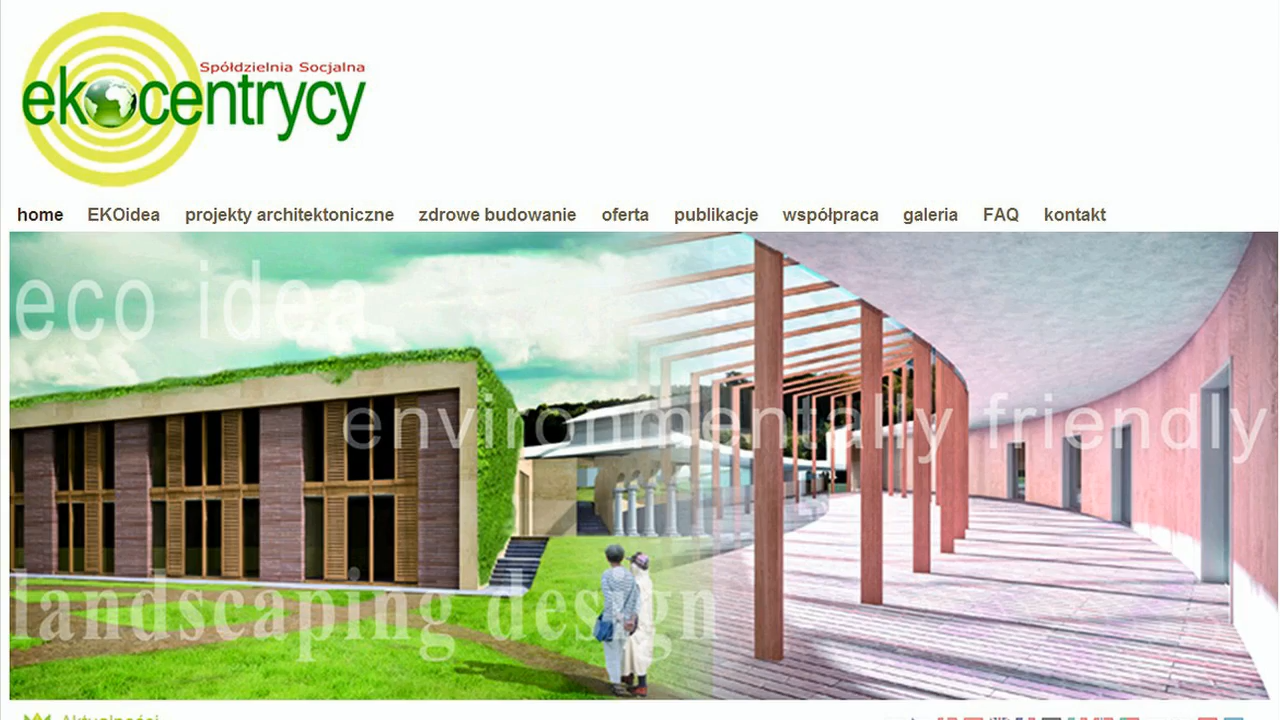 Spółdzielnia Socjalna
ekocentrycy
home EKOidea projekty architektoniczne zdrowe budowanie oferta publikacje współpraca galeria FAQ kontakt
eco idea
environmentally friendly
landscaping design
Aktualności